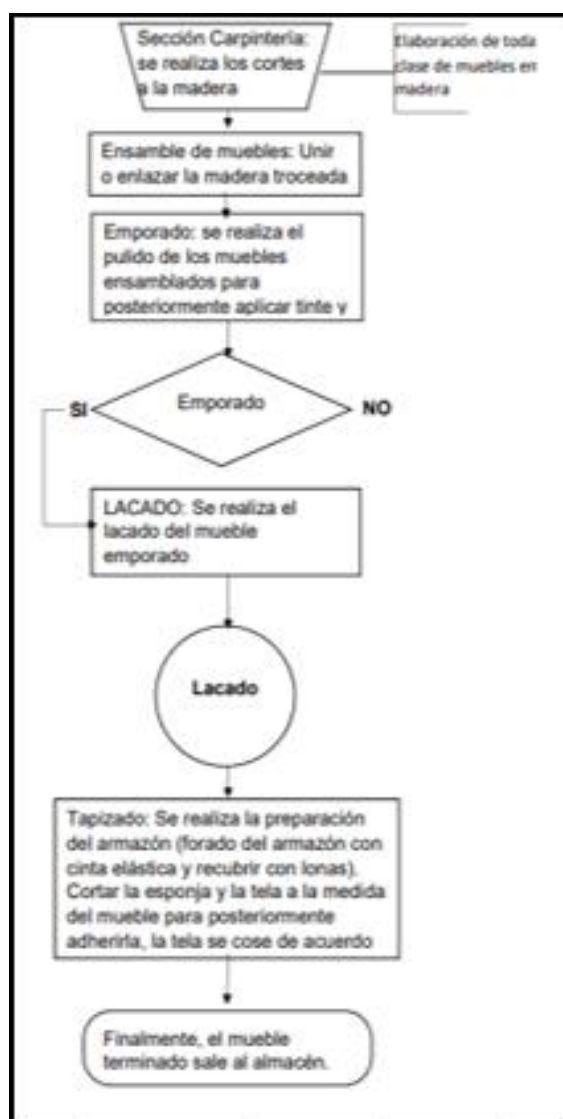 Sección Carpintería:
se realiza los cortes
a la madera
Elaboración de toda
clase de muebles en
madera
Ensamble de muebles: Unir
o enlazar la madera troceada
Emporado: se realiza el
pulido de los muebles
ensamblados para
posteriormente aplicar tinte y
Emporado
SI
NO
LACADO: Se realiza el
lacado del mueble
emporado
Lacado
Tapizado: Se realiza la preparación
del armazón (forado del armazón con
cinta elástica y recubrir con lonas).
Cortar la esponja y la tela a la medida
del mueble para posteriormente
adherirla, la tela se cose de acuerdo
Finalmente, el mueble
terminado sale al almacén.